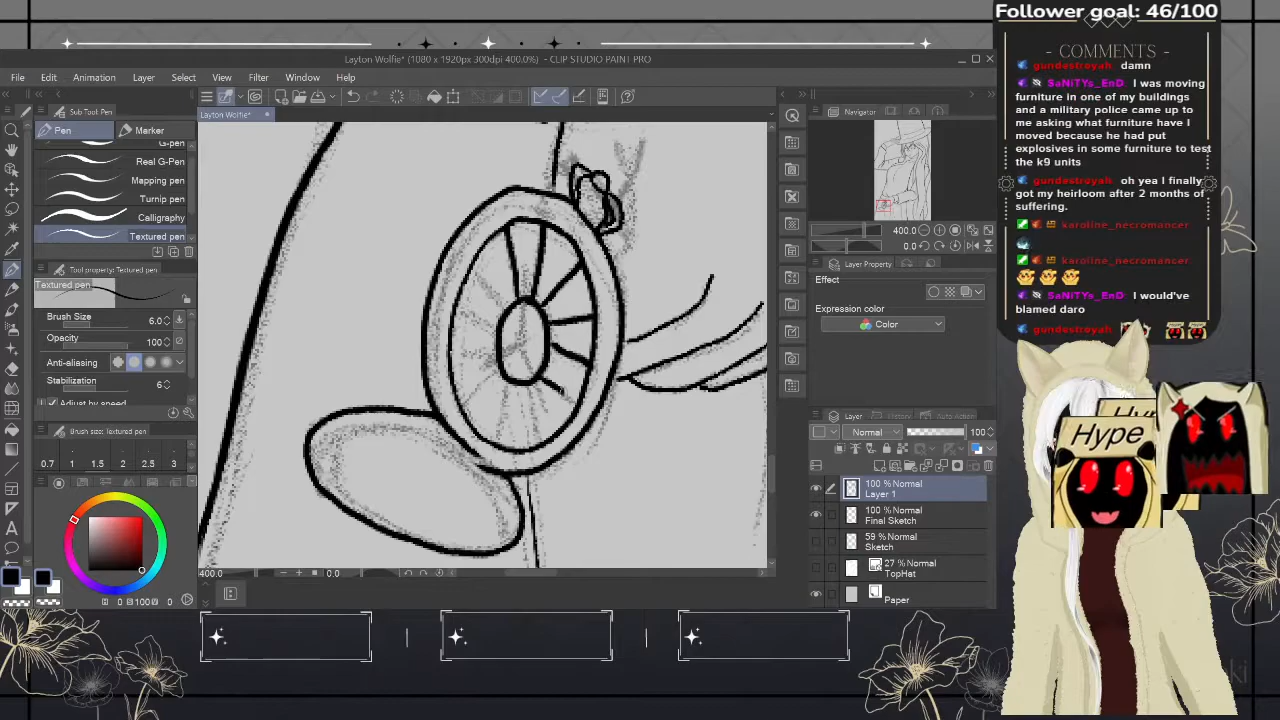 Follower goal: 46/100
- COMMENTS -
gundestroyah damn
SaNiTYs_EnD I was moving
furniture in one of my buildings
and a military police came up to
me asking what furniture have I
moved because he had put
explosives in some furniture to test
the k9 units
gundestroyah oh yea I finally
got my heirloom after 2 months of
suffering.
karoline_necromancer
karoline_necromancer
SaNiTYs_EnD I would've
blamed daro
gundestroyah
Hype
Layton Wolfie* (1080 x 1920px 300dpi 400.0%) - CLIP STUDIO PAINT PRO
File Edit Animation Layer Select View Filter Window Help
Sub Tool Pen
Layton Wolfie*
Navigator
Pen Marker
G-pen
Real G-Pen
Mapping pen
Turnip pen
Calligraphy
Textured pen
Tool property: Textured pen
Textured pen
Brush Size 6.0
Opacity 100
Anti-aliasing
Stabilization 6
Adjust by speed
Brush size: Textured pen
0.7 1 1.5 2 2.5 3
0 S 100 V 0
400.0 0.0
400.0
0.0
Layer Property
Effect
Expression color
Color
Layer History Auto Action
Normal 100
100 % Normal
Layer 1
100 % Normal
Final Sketch
59 % Normal
Sketch
27 % Normal
TopHat
Paper